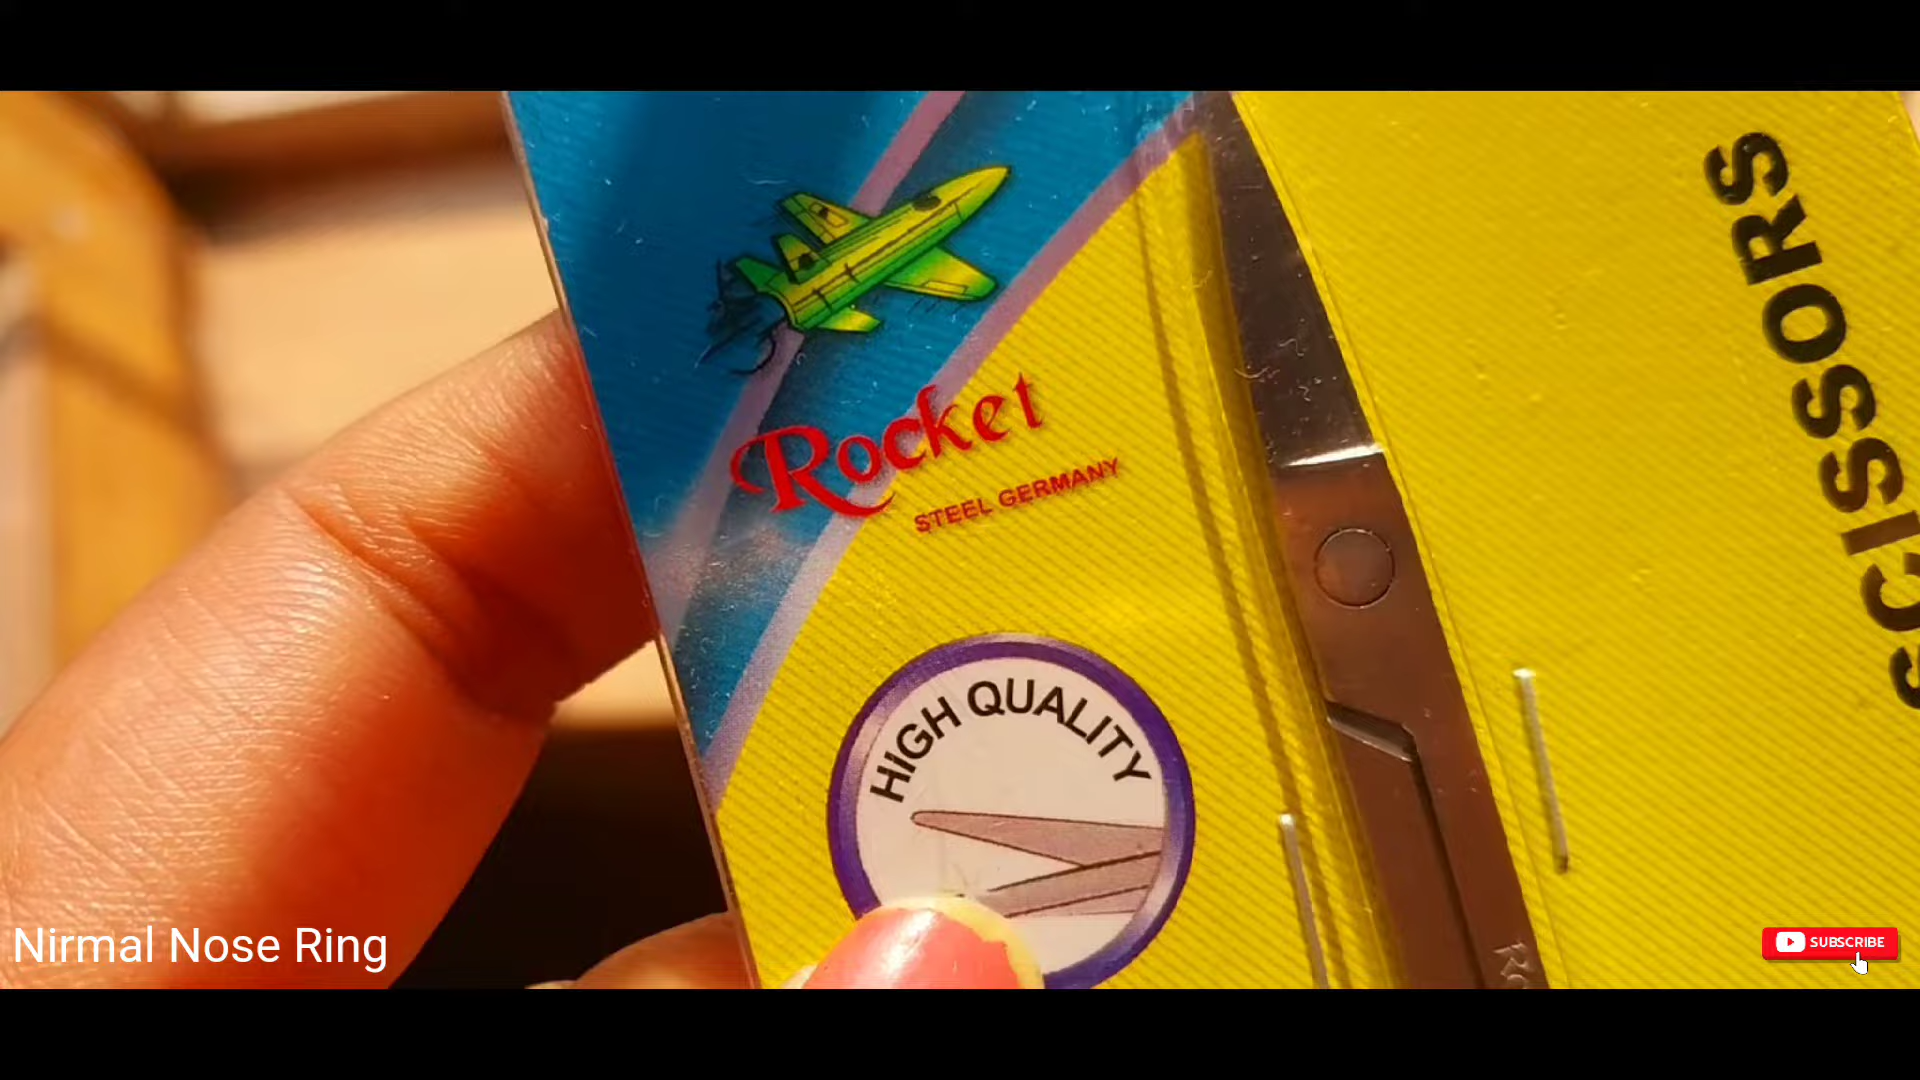 Rocket
STEEL GERMANY
HIGH QUALITY
SCISSORS
Nirmal Nose Ring
SUBSCRIBE